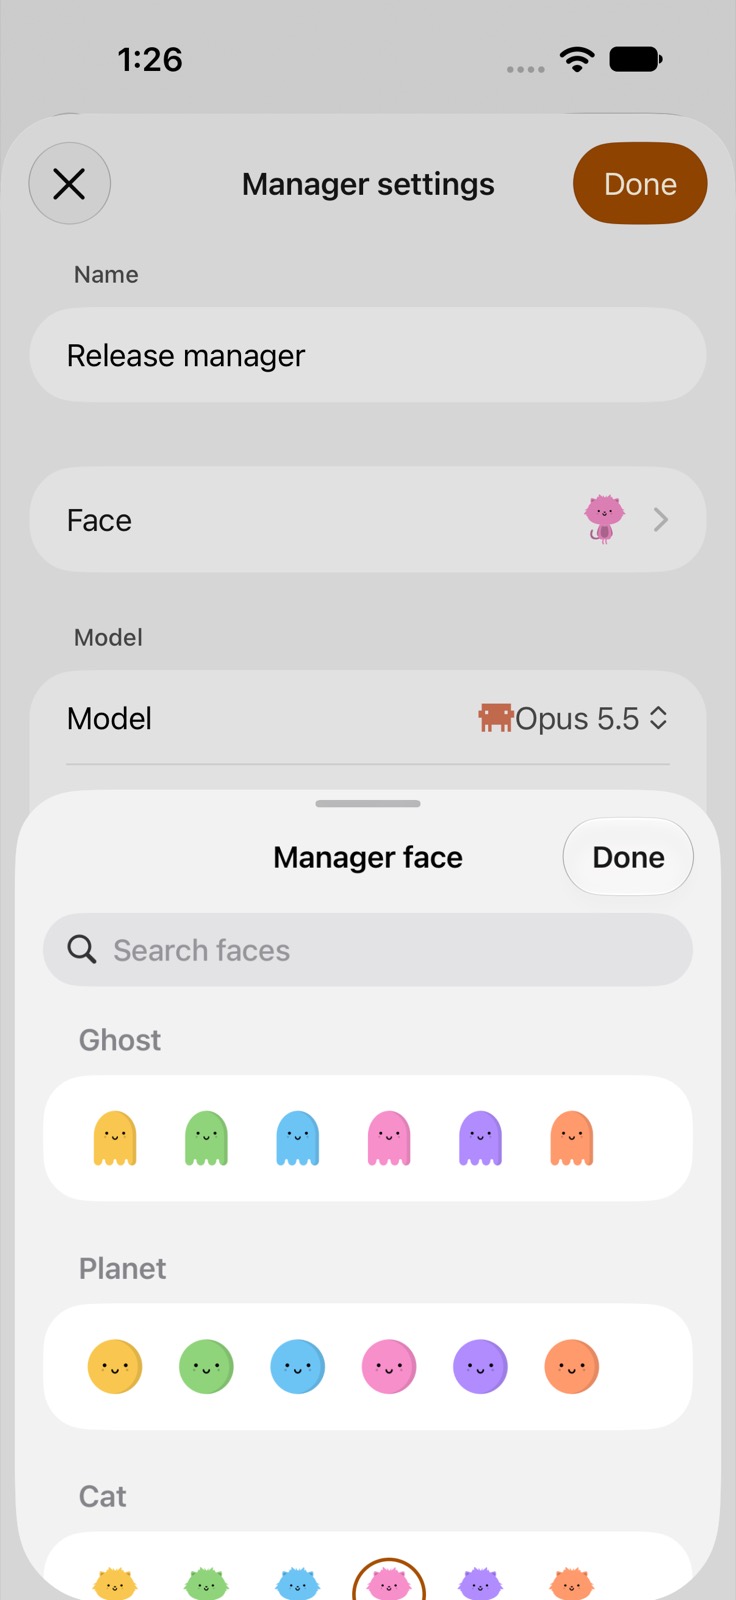 1:26
Manager settings
Done
Name
Release manager
Face
Model
Model
Opus 5.5
Manager face
Done
Search faces
Ghost
Planet
Cat